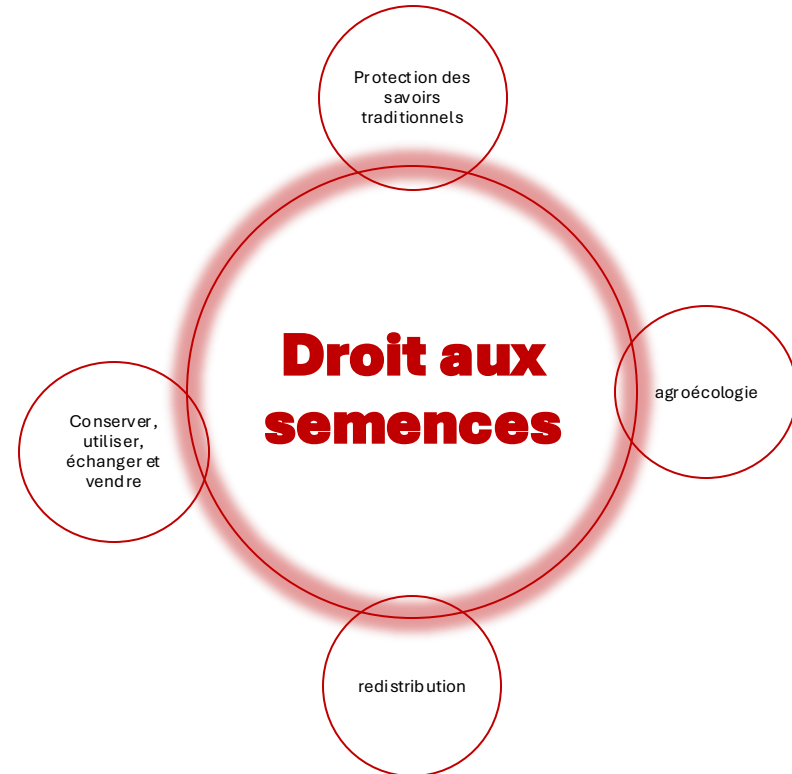 Protection des
savoirs
traditionnels
Droit aux
semences
agroécologie
Conserver,
utiliser,
échanger et
vendre
redistribution